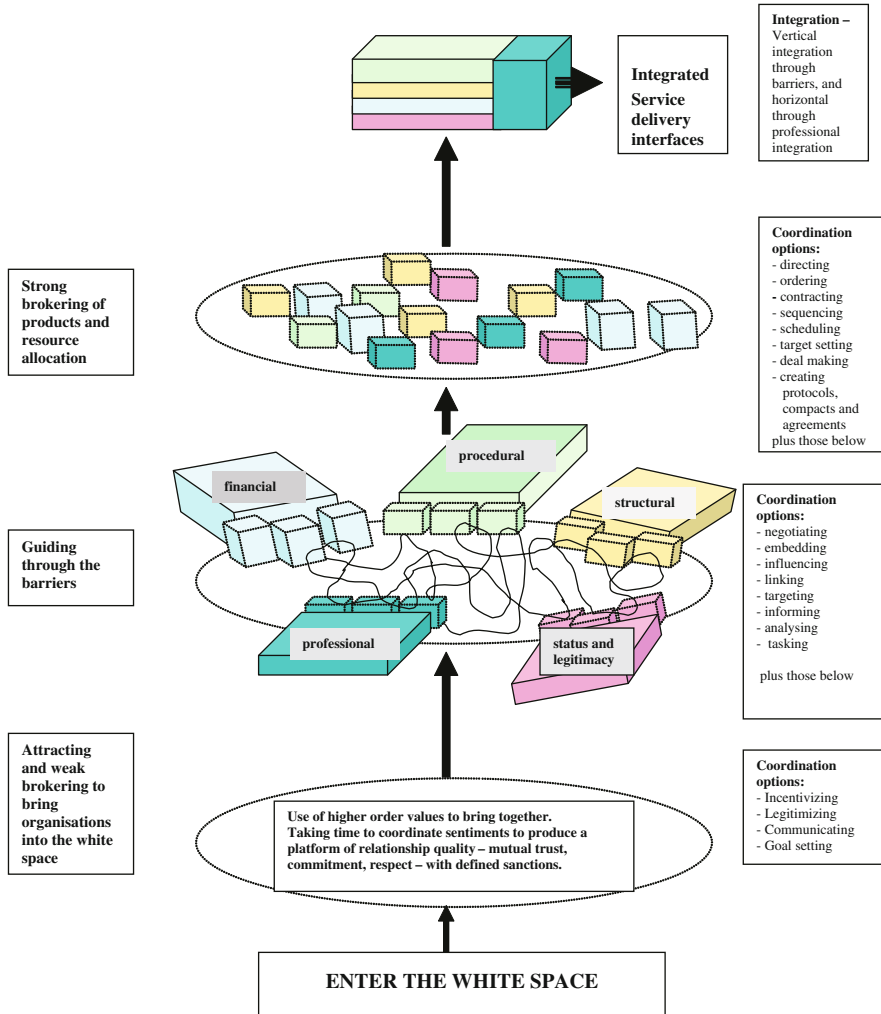 Integrated
Service
delivery
interfaces
Integration –
Vertical
integration
through
barriers, and
horizontal
through
professional
integration
Strong
brokering of
products and
resource
allocation
Coordination
options:
- directing
- ordering
- contracting
- sequencing
- scheduling
- target setting
- deal making
- creating
protocols,
compacts and
agreements
plus those below
Guiding
through the
barriers
financial
procedural
structural
professional
status and
legitimacy
Coordination
options:
- negotiating
- embedding
- influencing
- linking
- targeting
- informing
- analysing
- tasking
plus those below
Attracting
and weak
brokering to
bring
organisations
into the white
space
Use of higher order values to bring together.
Taking time to coordinate sentiments to produce a
platform of relationship quality – mutual trust,
commitment, respect – with defined sanctions.
Coordination
options:
- Incentivizing
- Legitimizing
- Communicating
- Goal setting
ENTER THE WHITE SPACE